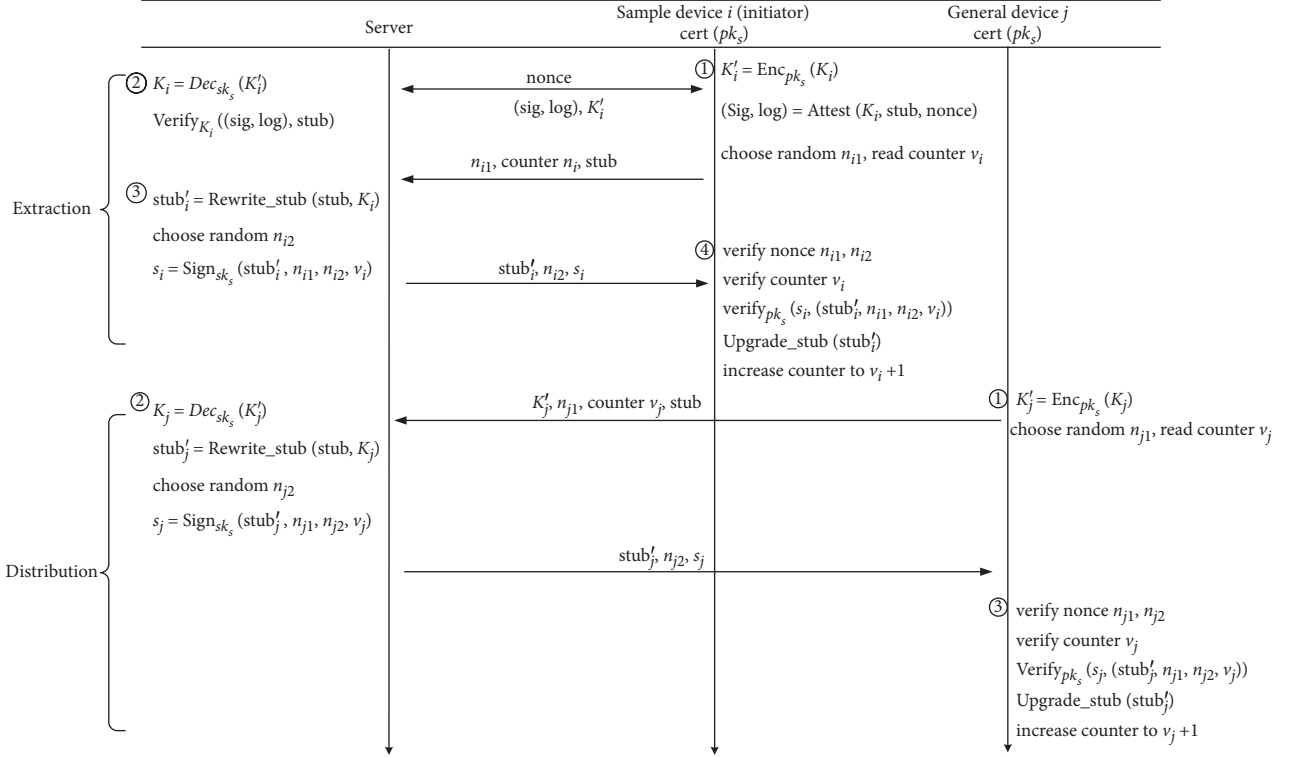 Server
Sample device i (initiator)
cert (pkₛ)
General device j
cert (pkₛ)
Extraction
② K_i = Dec_{sk_s} (K′_i)
Verify_{K_i} ((sig, log), stub)
nonce
(sig, log), K′_i
① K′_i = Enc_{pk_s} (K_i)
(Sig, log) = Attest (K_i, stub, nonce)
choose random n_{i1}, read counter v_i
n_{i1}, counter n_i, stub
③ stub′_i = Rewrite_stub (stub, K_i)
choose random n_{i2}
s_i = Sign_{sk_s} (stub′_i , n_{i1}, n_{i2}, v_i)
stub′_i, n_{i2}, s_i
④ verify nonce n_{i1}, n_{i2}
verify counter v_i
verify_{pk_s} (s_i, (stub′_i, n_{i1}, n_{i2}, v_i))
Upgrade_stub (stub′_i)
increase counter to v_i +1
Distribution
① K′_j = Enc_{pk_s} (K_j)
choose random n_{j1}, read counter v_j
K′_j, n_{j1}, counter v_j, stub
② K_j = Dec_{sk_s} (K′_j)
stub′_j = Rewrite_stub (stub, K_j)
choose random n_{j2}
s_j = Sign_{sk_s} (stub′_j , n_{j1}, n_{j2}, v_j)
stub′_j, n_{j2}, s_j
③ verify nonce n_{j1}, n_{j2}
verify counter v_j
Verify_{pk_s} (s_j, (stub′_j, n_{j1}, n_{j2}, v_j))
Upgrade_stub (stub′_j)
increase counter to v_j +1